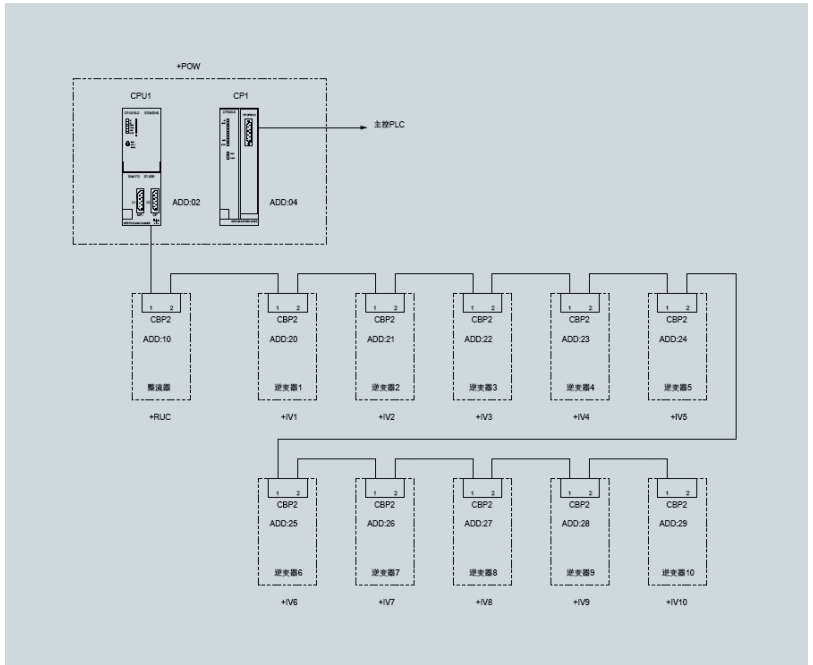 +POW
CPU1 CP1
主控PLC
ADD:02 ADD:04
1 2 1 2 1 2 1 2 1 2 1 2
CBP2 CBP2 CBP2 CBP2 CBP2 CBP2
ADD:10 ADD:20 ADD:21 ADD:22 ADD:23 ADD:24
整流器 逆变器1 逆变器2 逆变器3 逆变器4 逆变器5
+RUC +IV1 +IV2 +IV3 +IV4 +IV5
1 2 1 2 1 2 1 2 1 2
CBP2 CBP2 CBP2 CBP2 CBP2
ADD:25 ADD:26 ADD:27 ADD:28 ADD:29
逆变器6 逆变器7 逆变器8 逆变器9 逆变器10
+IV6 +IV7 +IV8 +IV9 +IV10